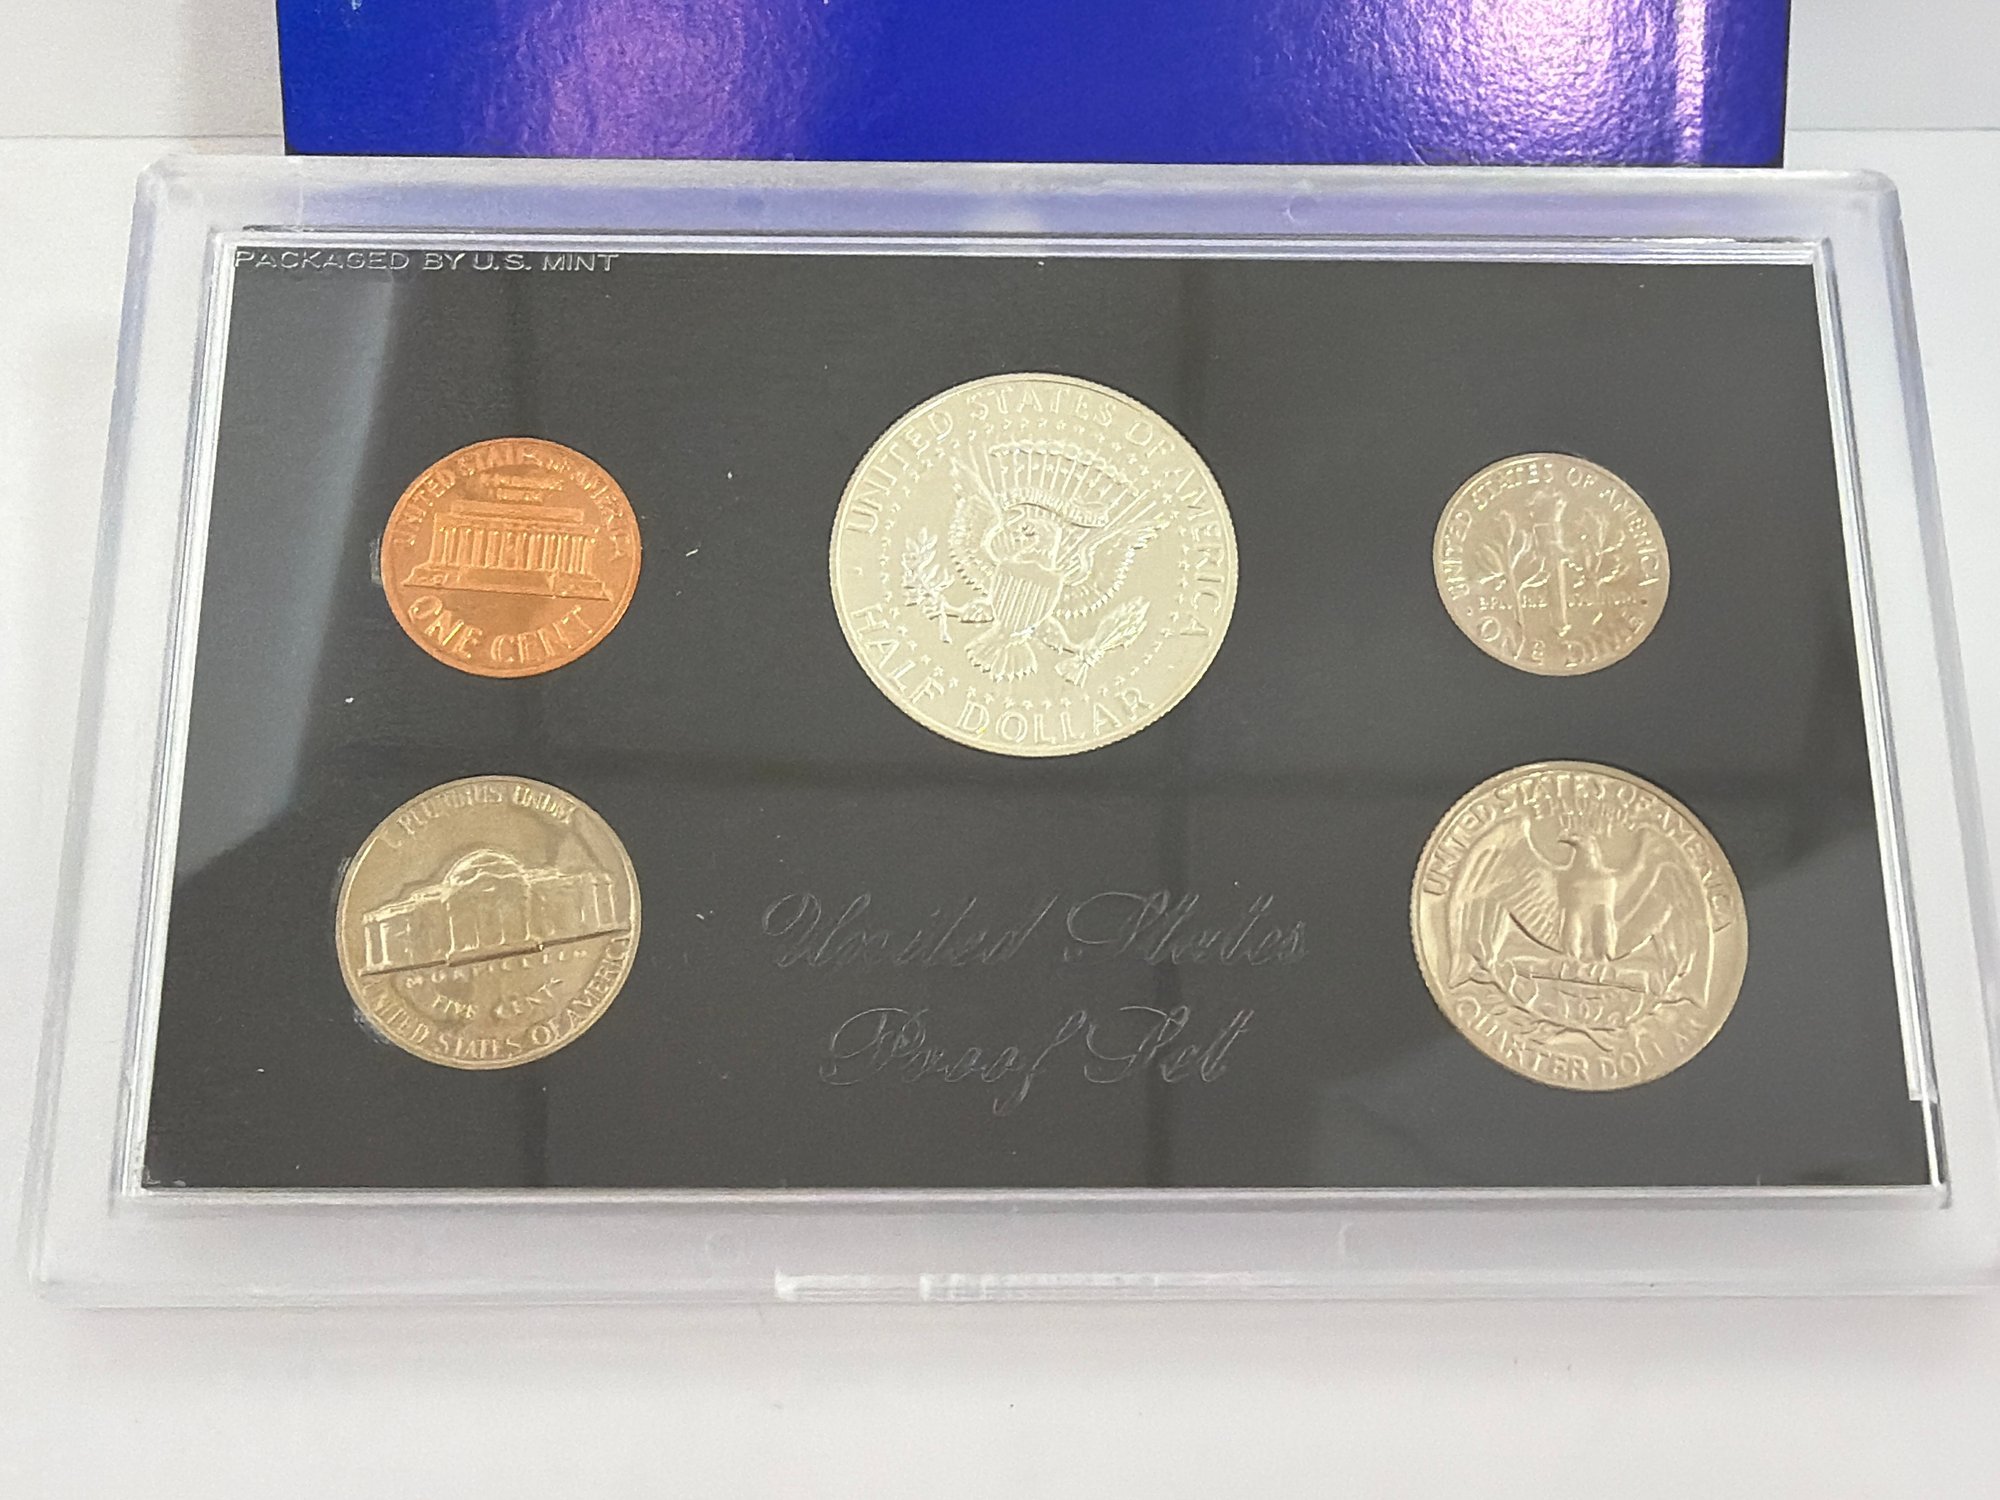 PACKAGED BY U.S. MINT
UNITED STATES OF AMERICA
E PLURIBUS
UNUM
ONE CENT
UNITED STATES OF AMERICA
HALF DOLLAR
UNITED STATES OF AMERICA
E PLURIBUS UNUM
ONE DIME
E PLURIBUS UNUM
MONTICELLO
FIVE CENTS
UNITED STATES OF AMERICA
United States
Proof Set
UNITED STATES OF AMERICA
E PLURIBUS
UNUM
QUARTER DOLLAR